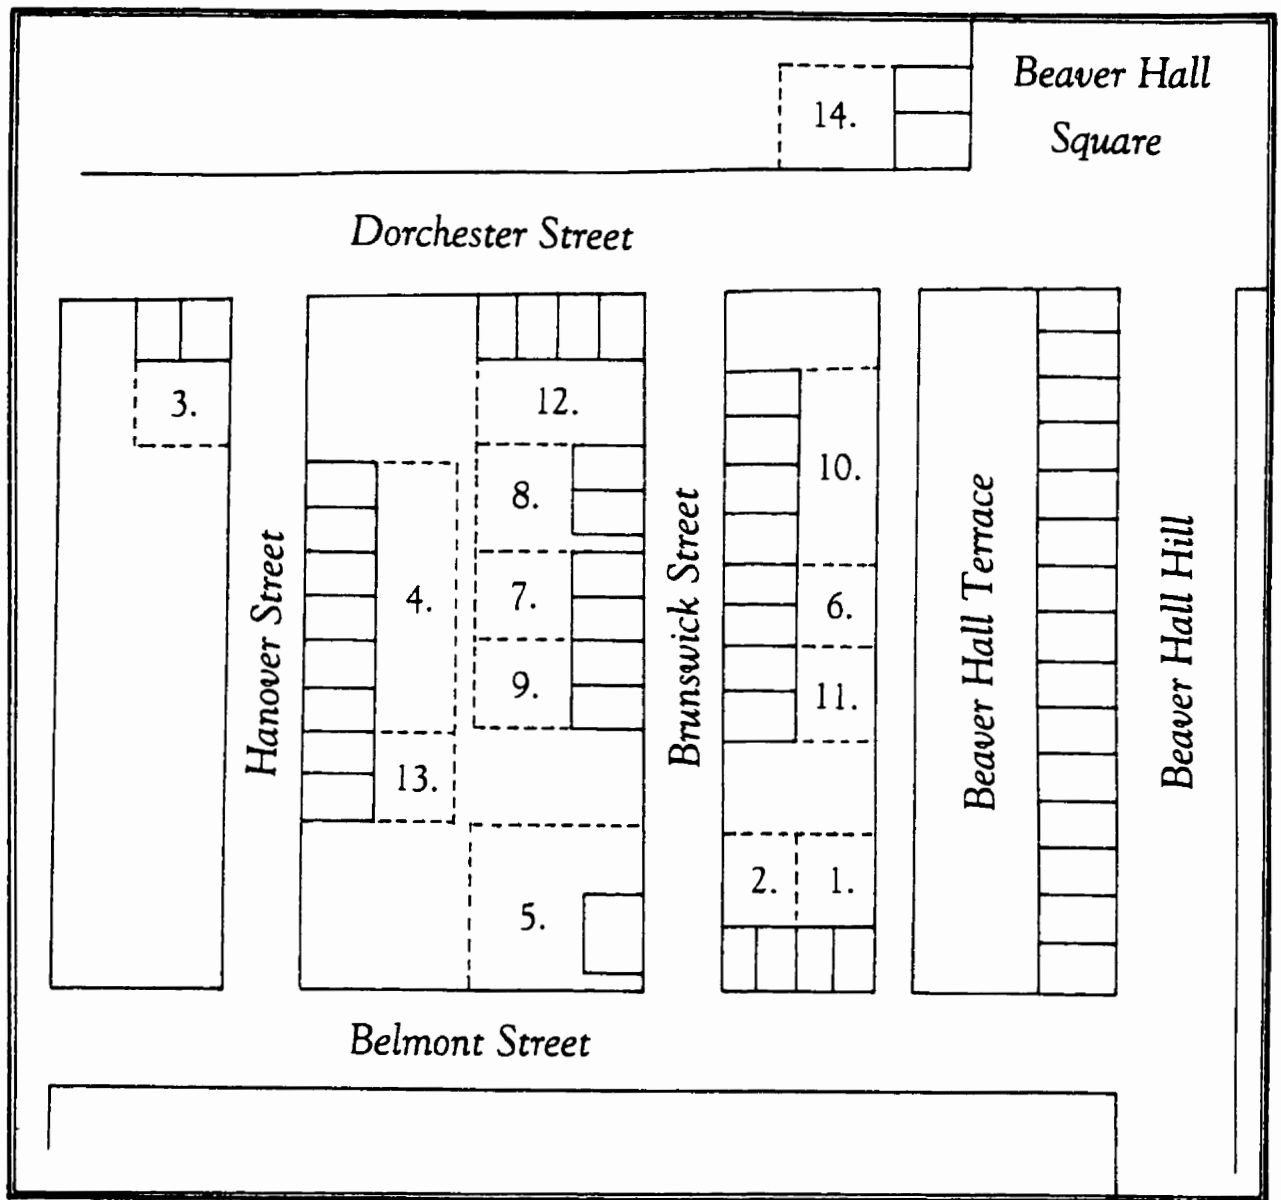 Beaver Hall
Square
14.
Dorchester Street
3.
12.
8.
10.
4.
7.
6.
9.
11.
13.
2.
1.
5.
Hanover Street
Brunswick Street
Beaver Hall Terrace
Beaver Hall Hill
Belmont Street